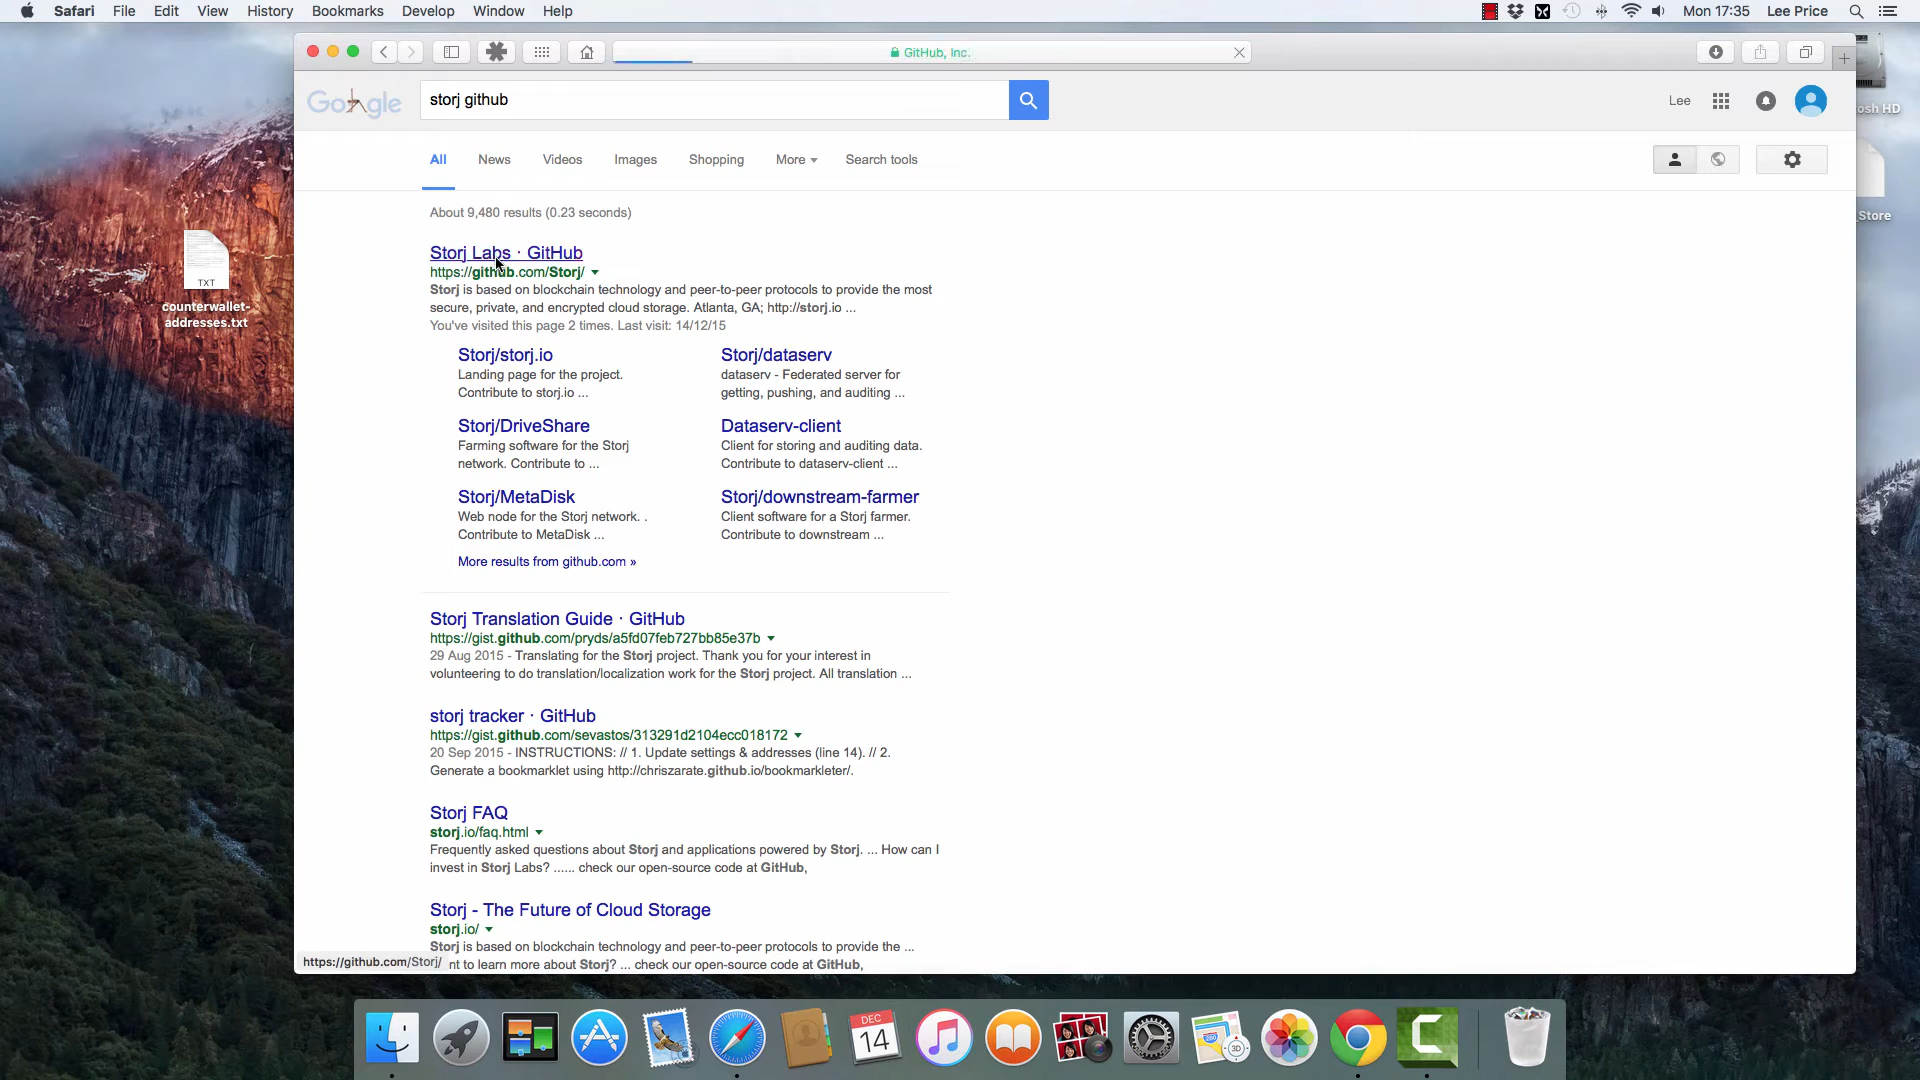 Safari File Edit View History Bookmarks Develop Window Help Mon 17:35 Lee Price
GitHub, Inc.
Google
storj github
Lee
All News Videos Images Shopping More Search tools
About 9,480 results (0.23 seconds)
Storj Labs · GitHub
https://github.com/Storj/
Storj is based on blockchain technology and peer-to-peer protocols to provide the most
secure, private, and encrypted cloud storage. Atlanta, GA; http://storj.io ...
You've visited this page 2 times. Last visit: 14/12/15
Storj/storj.io
Landing page for the project.
Contribute to storj.io ...
Storj/dataserv
dataserv - Federated server for
getting, pushing, and auditing ...
Storj/DriveShare
Farming software for the Storj
network. Contribute to ...
Dataserv-client
Client for storing and auditing data.
Contribute to dataserv-client ...
Storj/MetaDisk
Web node for the Storj network. .
Contribute to MetaDisk ...
Storj/downstream-farmer
Client software for a Storj farmer.
Contribute to downstream ...
More results from github.com »
Storj Translation Guide · GitHub
https://gist.github.com/pryds/a5fd07feb727bb85e37b
29 Aug 2015 - Translating for the Storj project. Thank you for your interest in
volunteering to do translation/localization work for the Storj project. All translation ...
storj tracker · GitHub
https://gist.github.com/sevastos/313291d2104ecc018172
20 Sep 2015 - INSTRUCTIONS: // 1. Update settings & addresses (line 14). // 2.
Generate a bookmarklet using http://chriszarate.github.io/bookmarkleter/.
Storj FAQ
storj.io/faq.html
Frequently asked questions about Storj and applications powered by Storj. ... How can I
invest in Storj Labs? ...... check our open-source code at GitHub,
Storj - The Future of Cloud Storage
storj.io/
Storj is based on blockchain technology and peer-to-peer protocols to provide the ...
nt to learn more about Storj? ... check our open-source code at GitHub,
https://github.com/Storj/
TXT
counterwallet-
addresses.txt
osh HD
_Store
DEC
14
3D